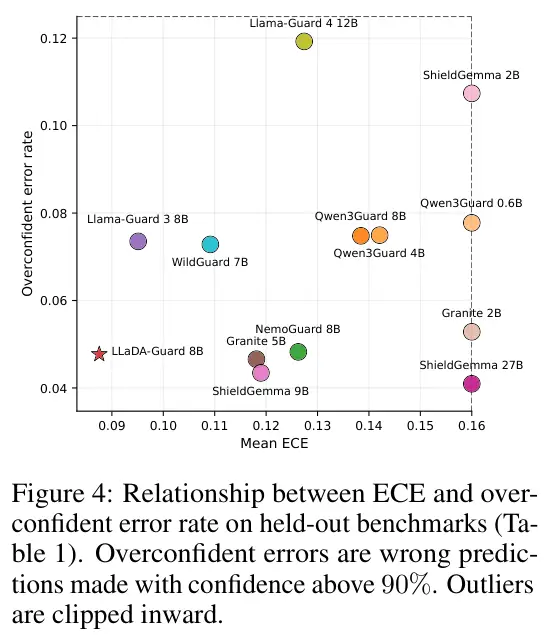 Llama-Guard 4 12B
0.12
ShieldGemma 2B
0.10
Overconfident error rate
Qwen3Guard 0.6B
0.08
Llama-Guard 3 8B
Qwen3Guard 8B
WildGuard 7B
Qwen3Guard 4B
0.06
Granite 2B
NemoGuard 8B
Granite 5B
LLaDA-Guard 8B
ShieldGemma 27B
0.04
ShieldGemma 9B
0.09 0.10 0.11 0.12 0.13 0.14 0.15 0.16
Mean ECE
Figure 4: Relationship between ECE and over-
confident error rate on held-out benchmarks (Ta-
ble 1). Overconfident errors are wrong predic-
tions made with confidence above 90%. Outliers
are clipped inward.